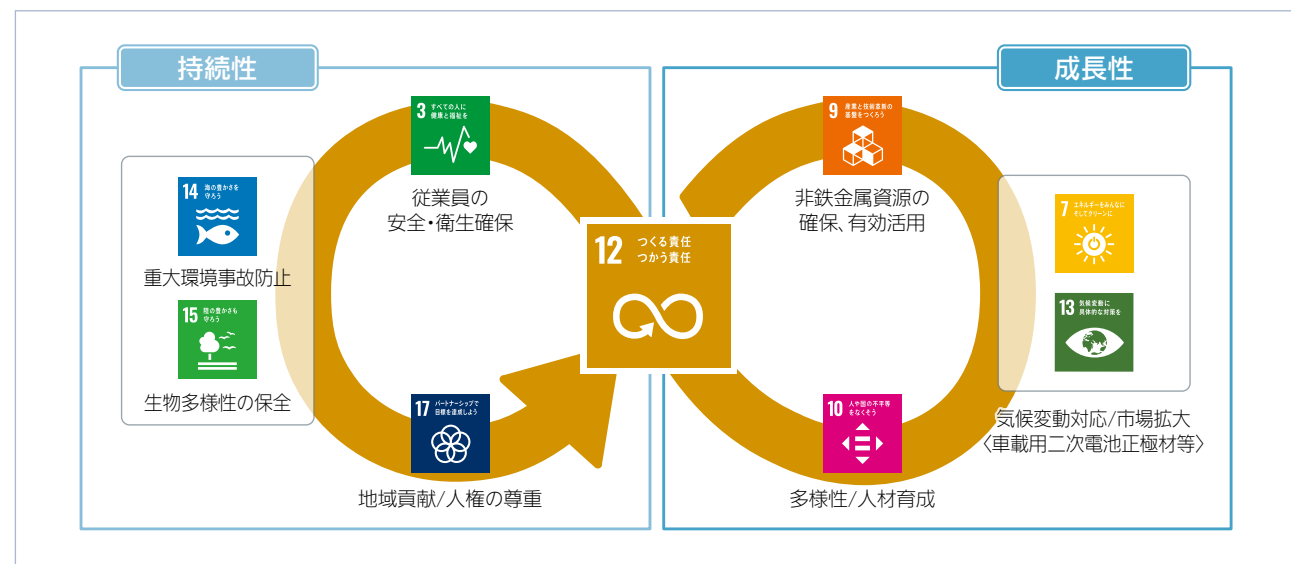 持続性
3 すべての人に
健康と福祉を
従業員の
安全・衛生確保
14 海の豊かさを
守ろう
重大環境事故防止
15 陸の豊かさも
守ろう
生物多様性の保全
17 パートナーシップで
目標を達成しよう
地域貢献/人権の尊重
12 つくる責任
つかう責任
成長性
9 産業と技術革新の
基盤をつくろう
非鉄金属資源の
確保、有効活用
7 エネルギーをみんなに
そしてクリーンに
13 気候変動に
具体的な対策を
気候変動対応/市場拡大
〈車載用二次電池正極材等〉
10 人や国の不平等
をなくそう
多様性/人材育成